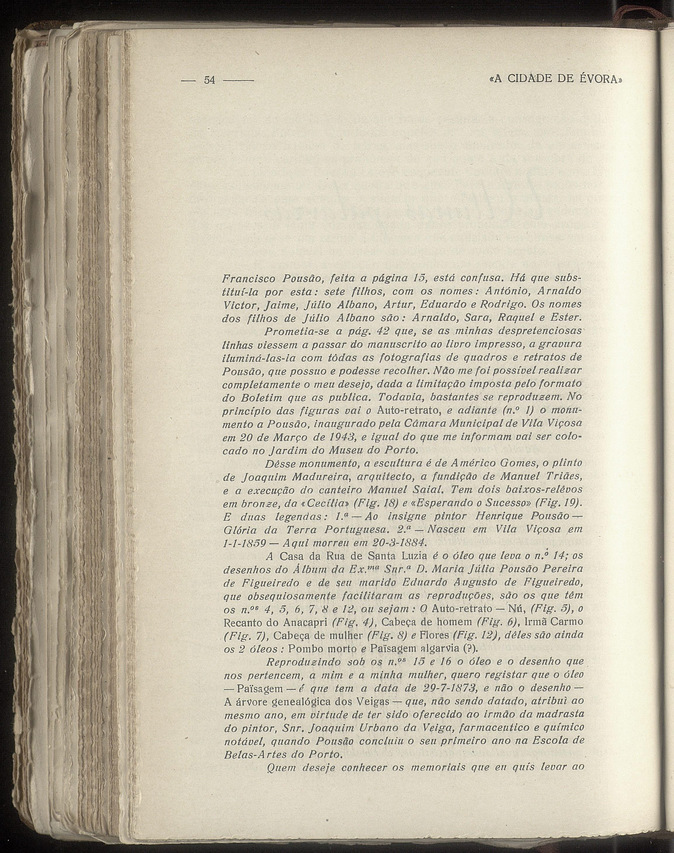 — 54 —— «A CIDADE DE ÉVORA»
Francisco Pousão, feita a página 15, está confusa. Há que subs-
tituí-la por esta: sete filhos, com os nomes: António, Arnaldo
Victor, Jaime, Júlio Albano, Artur, Eduardo e Rodrigo. Os nomes
dos filhos de Júlio Albano são: Arnaldo, Sara, Raquel e Ester.
Prometia-se a pág. 42 que, se as minhas despretenciosas
linhas viessem a passar do manuscrito ao livro impresso, a gravura
iluminá-las-ia com tôdas as fotografias de quadros e retratos de
Pousão, que possuo e podesse recolher. Não me foi possível realizar
completamente o meu desejo, dada a limitação imposta pelo formato
do Boletim que as publica. Todavia, bastantes se reproduzem. No
princípio das figuras vai o Auto-retrato, e adiante (n.º 1) o monu-
mento a Pousão, inaugurado pela Câmara Municipal de Vila Viçosa
em 20 de Março de 1943, e igual do que me informam vai ser colo-
cado no Jardim do Museu do Porto.
Dêsse monumento, a escultura é de Américo Gomes, o plinto
de Joaquim Madureira, arquitecto, a fundição de Manuel Triães,
e a execução do canteiro Manuel Saial. Tem dois baixos-relêvos
em bronze, da «Cecília» (Fig. 18) e «Esperando o Sucesso» (Fig. 19).
E duas legendas: 1.ª — Ao insigne pintor Henrique Pousão —
Glória da Terra Portuguesa. 2.ª — Nasceu em Vila Viçosa em
1-1-1859 — Aqui morreu em 20-3-1884.
A Casa da Rua de Santa Luzia é o óleo que leva o n.º 14; os
desenhos do Álbum da Ex.ma Snr.ª D. Maria Júlia Pousão Pereira
de Figueiredo e de seu marido Eduardo Augusto de Figueiredo,
que obsequiosamente facilitaram as reproduções, são os que têm
os n.os 4, 5, 6, 7, 8 e 12, ou sejam: O Auto-retrato — Nú, (Fig. 5), o
Recanto do Anacapri (Fig. 4), Cabeça de homem (Fig. 6), Irmã Carmo
(Fig. 7), Cabeça de mulher (Fig. 8) e Flores (Fig. 12), dêles são ainda
os 2 óleos: Pombo morto e Païsagem algarvia (?).
Reproduzindo sob os n.os 15 e 16 o óleo e o desenho que
nos pertencem, a mim e a minha mulher, quero registar que o óleo
— Païsagem — é que tem a data de 29-7-1873, e não o desenho —
A árvore genealógica dos Veigas — que, não sendo datado, atribui ao
mesmo ano, em virtude de ter sido oferecido ao irmão da madrasta
do pintor, Snr. Joaquim Urbano da Veiga, farmaceutico e químico
notável, quando Pousão concluiu o seu primeiro ano na Escola de
Belas-Artes do Porto.
Quem deseje conhecer os memoriais que eu quis levar ao